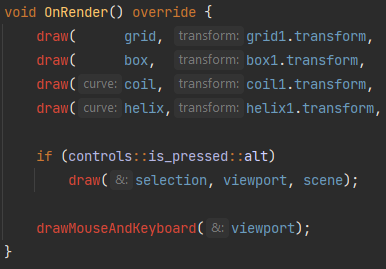 void OnRender() override {
draw( grid, transform: grid1.transform,
draw( box, transform: box1.transform,
draw( curve: coil, transform: coil1.transform,
draw( curve: helix, transform: helix1.transform,
if (controls::is_pressed::alt)
draw( &: selection, viewport, scene);
drawMouseAndKeyboard( &: viewport);
}